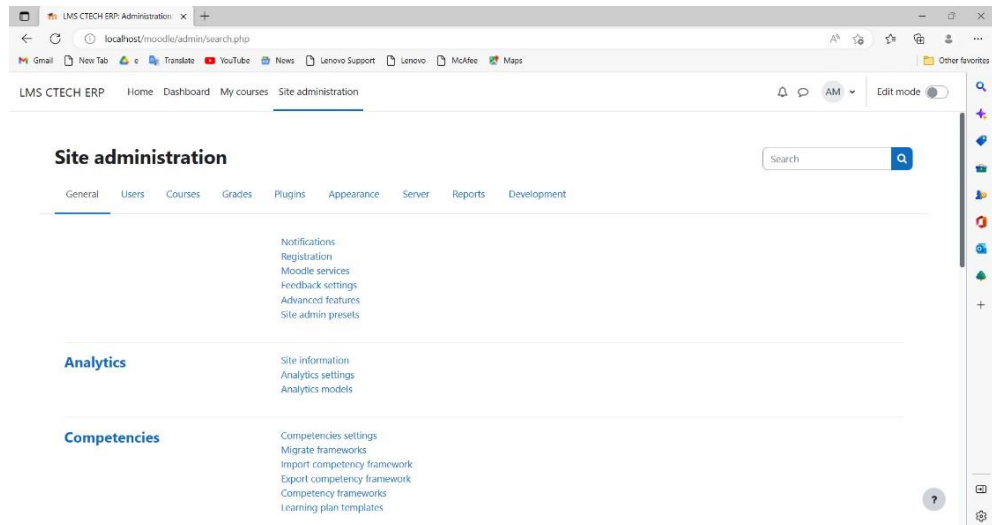 LMS CTECH ERP: Administration
localhost/moodle/admin/search.php
Gmail New Tab e Translate YouTube News Lenovo Support Lenovo McAfee Maps Other favorites
LMS CTECH ERP Home Dashboard My courses Site administration AM Edit mode
Site administration
Search
General Users Courses Grades Plugins Appearance Server Reports Development
Notifications
Registration
Moodle services
Feedback settings
Advanced features
Site admin presets
Analytics
Site information
Analytics settings
Analytics models
Competencies
Competencies settings
Migrate frameworks
Import competency framework
Export competency framework
Competency frameworks
Learning plan templates
?